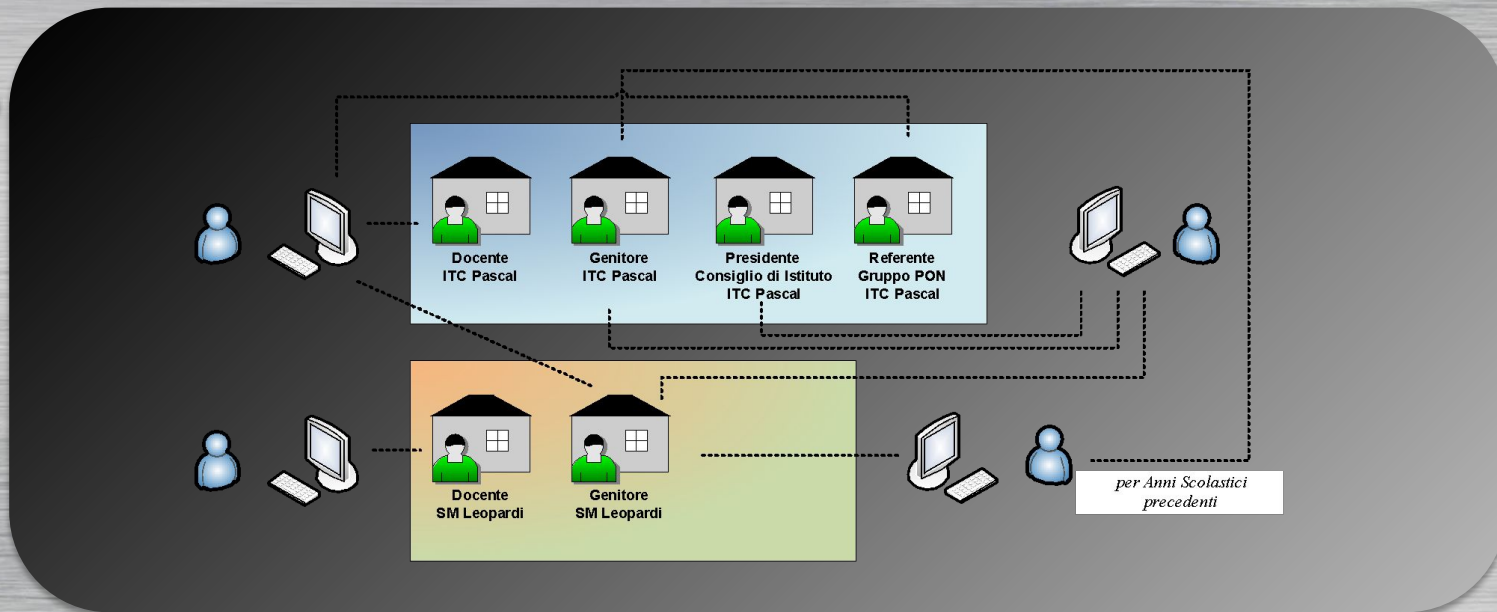 Docente
ITC Pascal
Genitore
ITC Pascal
Presidente
Consiglio di Istituto
ITC Pascal
Referente
Gruppo PON
ITC Pascal
Docente
SM Leopardi
Genitore
SM Leopardi
per Anni Scolastici
precedenti